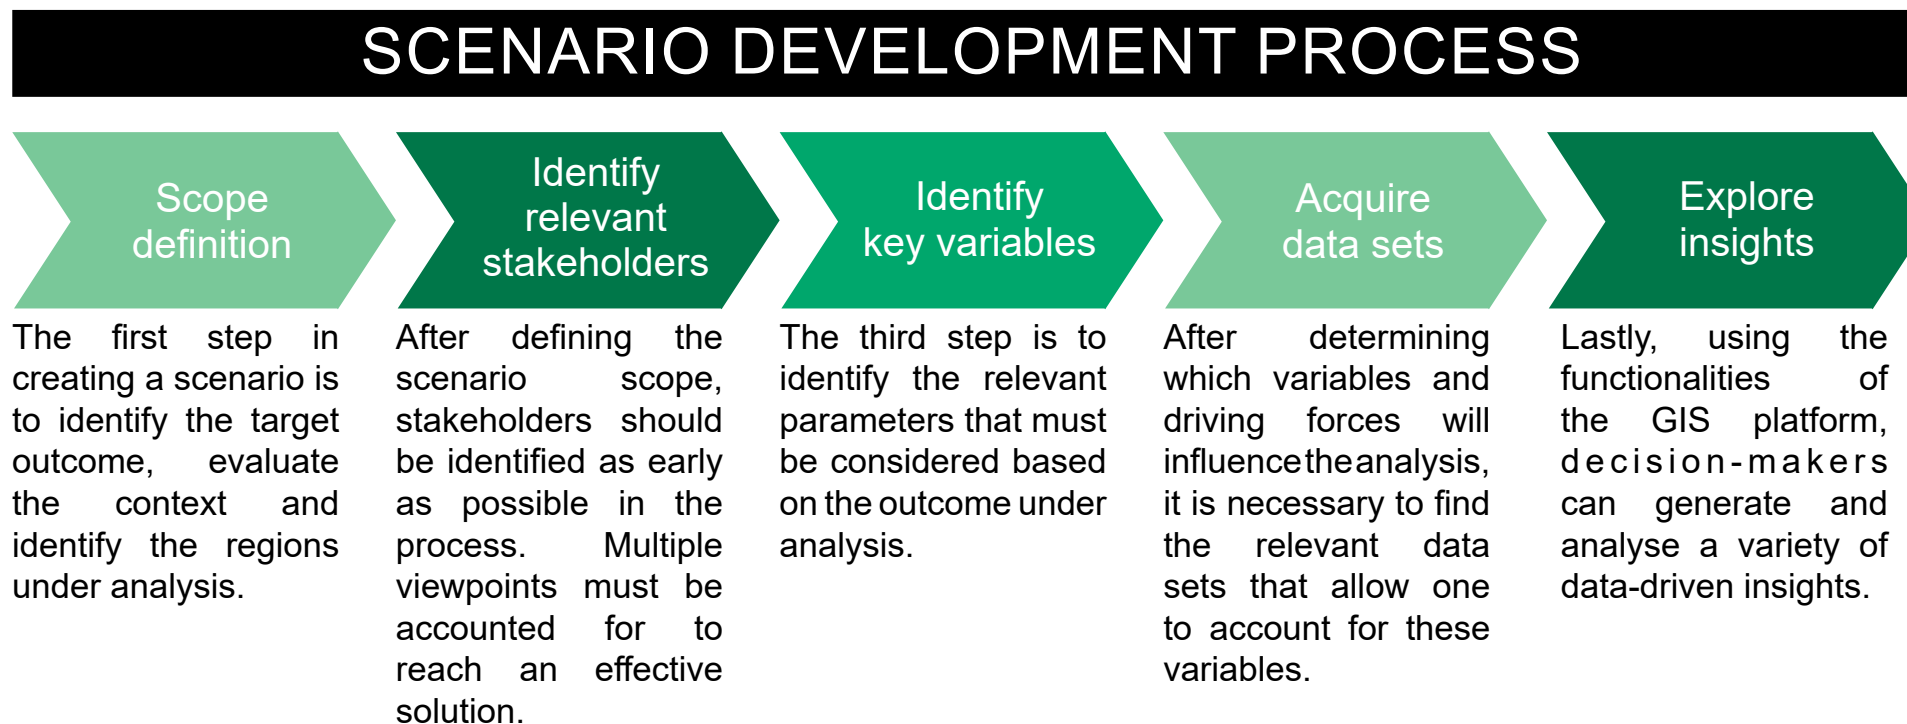 SCENARIO DEVELOPMENT PROCESS
Scope
definition
The first step in
creating a scenario is
to identify the target
outcome, evaluate
the context and
identify the regions
under analysis.
Identify
relevant
stakeholders
After defining the
scenario scope,
stakeholders should
be identified as early
as possible in the
process. Multiple
viewpoints must be
accounted for to
reach an effective
solution.
Identify
key variables
The third step is to
identify the relevant
parameters that must
be considered based
on the outcome under
analysis.
Acquire
data sets
After determining
which variables and
driving forces will
influence the analysis,
it is necessary to find
the relevant data
sets that allow one
to account for these
variables.
Explore
insights
Lastly, using the
functionalities of
the GIS platform,
decision-makers
can generate and
analyse a variety of
data-driven insights.